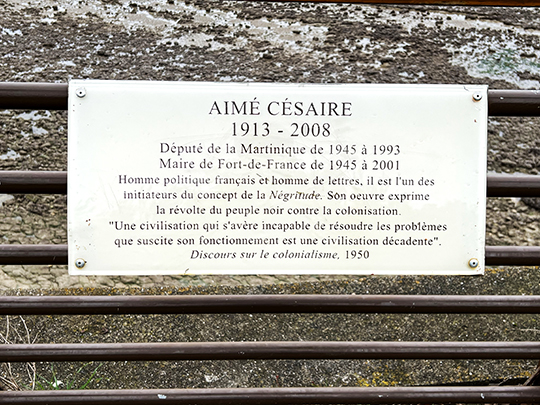 AIMÉ CÉSAIRE
1913 - 2008
Député de la Martinique de 1945 à 1993
Maire de Fort-de-France de 1945 à 2001
Homme politique français et homme de lettres, il est l'un des
initiateurs du concept de la Négritude. Son oeuvre exprime
la révolte du peuple noir contre la colonisation.
"Une civilisation qui s'avère incapable de résoudre les problèmes
que suscite son fonctionnement est une civilisation décadente".
Discours sur le colonialisme, 1950